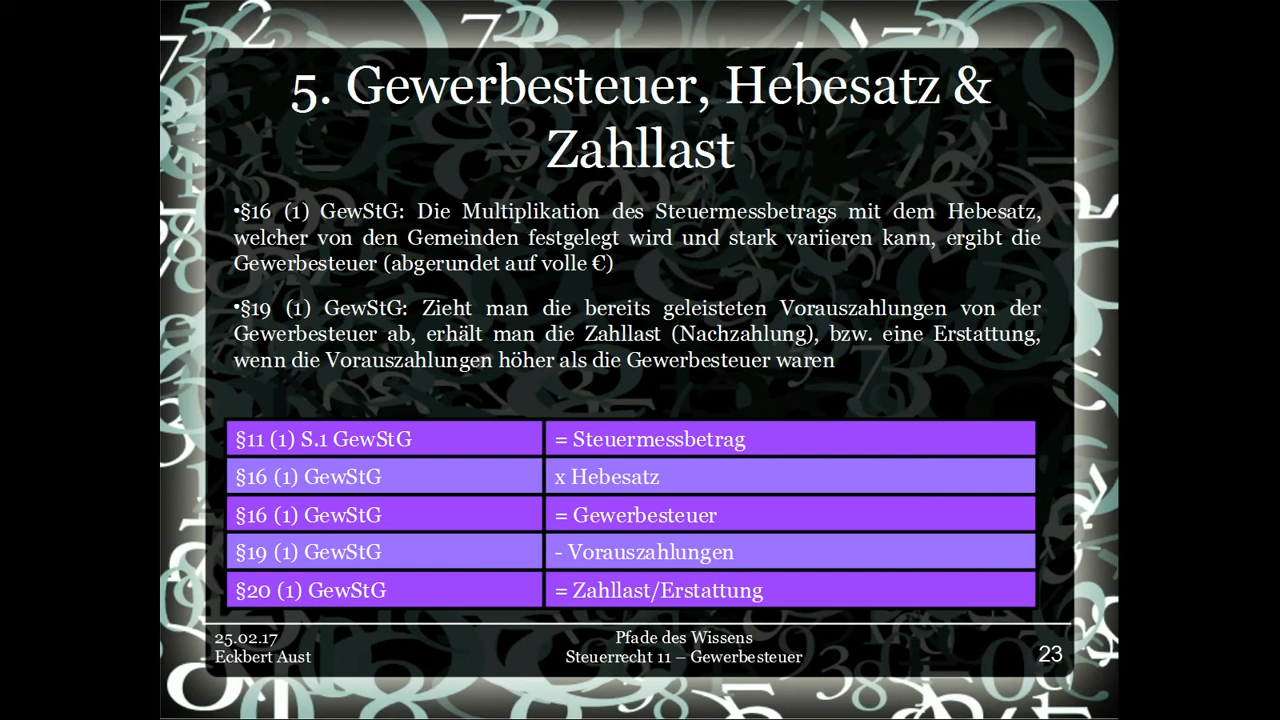 5. Gewerbesteuer, Hebesatz &
Zahllast
•§16 (1) GewStG: Die Multiplikation des Steuermessbetrags mit dem Hebesatz,
welcher von den Gemeinden festgelegt wird und stark variieren kann, ergibt die
Gewerbesteuer (abgerundet auf volle €)
•§19 (1) GewStG: Zieht man die bereits geleisteten Vorauszahlungen von der
Gewerbesteuer ab, erhält man die Zahllast (Nachzahlung), bzw. eine Erstattung,
wenn die Vorauszahlungen höher als die Gewerbesteuer waren
§11 (1) S.1 GewStG = Steuermessbetrag
§16 (1) GewStG x Hebesatz
§16 (1) GewStG = Gewerbesteuer
§19 (1) GewStG - Vorauszahlungen
§20 (1) GewStG = Zahllast/Erstattung
25.02.17 Pfade des Wissens
Eckbert Aust Steuerrecht 11 – Gewerbesteuer 23